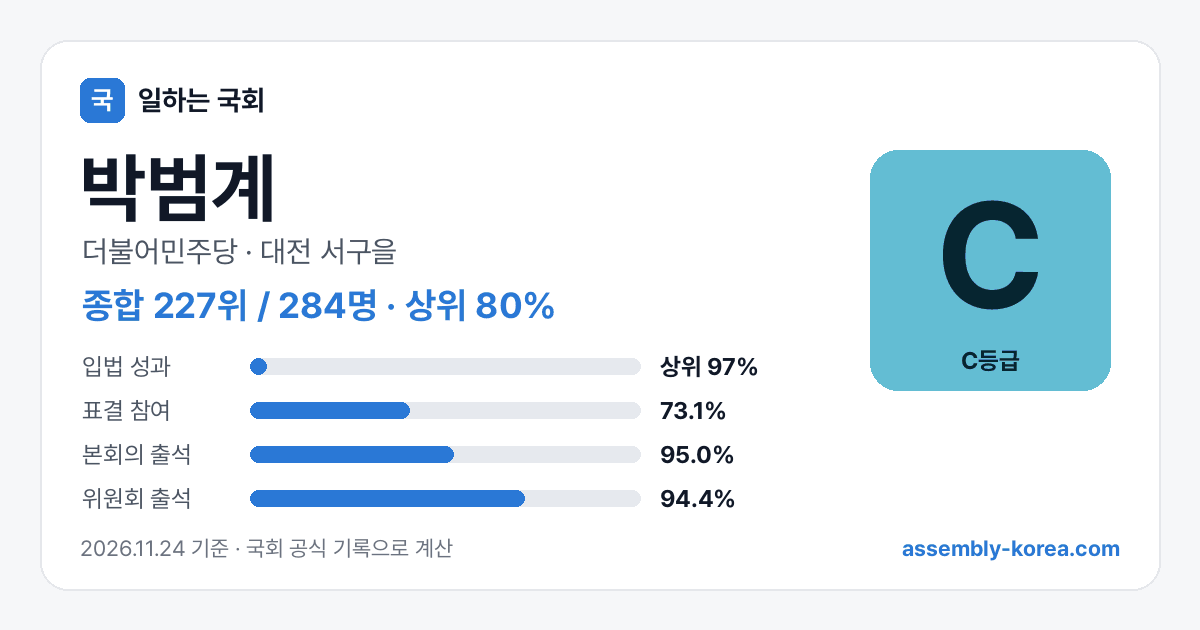 국 일하는 국회
박범계
더불어민주당 · 대전 서구을
종합 227위 / 284명 · 상위 80%
C
C등급
입법 성과 상위 97%
표결 참여 73.1%
본회의 출석 95.0%
위원회 출석 94.4%
2026.11.24 기준 · 국회 공식 기록으로 계산
assembly-korea.com